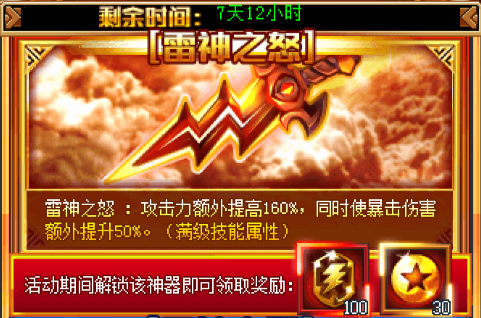 剩余时间：7天12小时
[雷神之怒]
雷神之怒：攻击力额外提高160%，同时使暴击伤害
额外提升50%。（满级技能属性）
活动期间解锁该神器即可领取奖励：
100
30